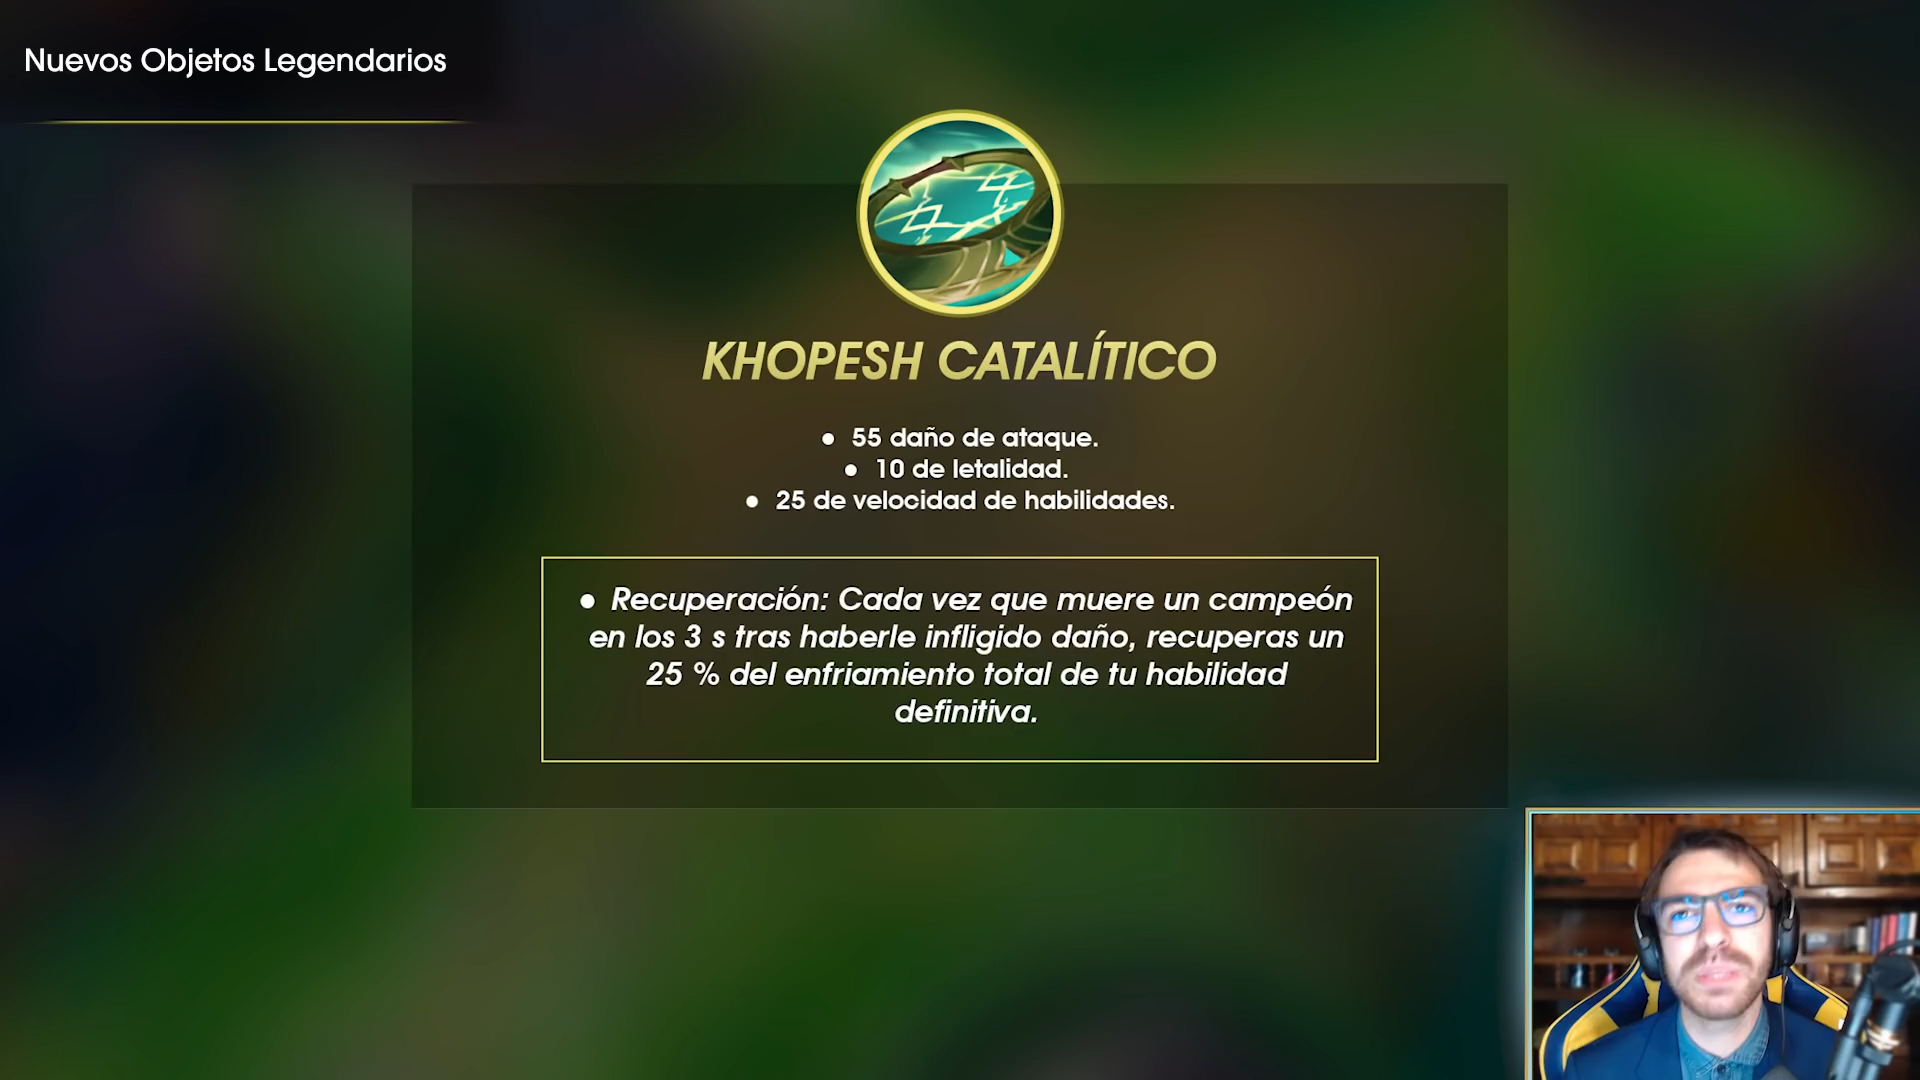 Nuevos Objetos Legendarios
KHOPESH CATALÍTICO
● 55 daño de ataque.
● 10 de letalidad.
● 25 de velocidad de habilidades.
● Recuperación: Cada vez que muere un campeón
en los 3 s tras haberle infligido daño, recuperas un
25 % del enfriamiento total de tu habilidad
definitiva.